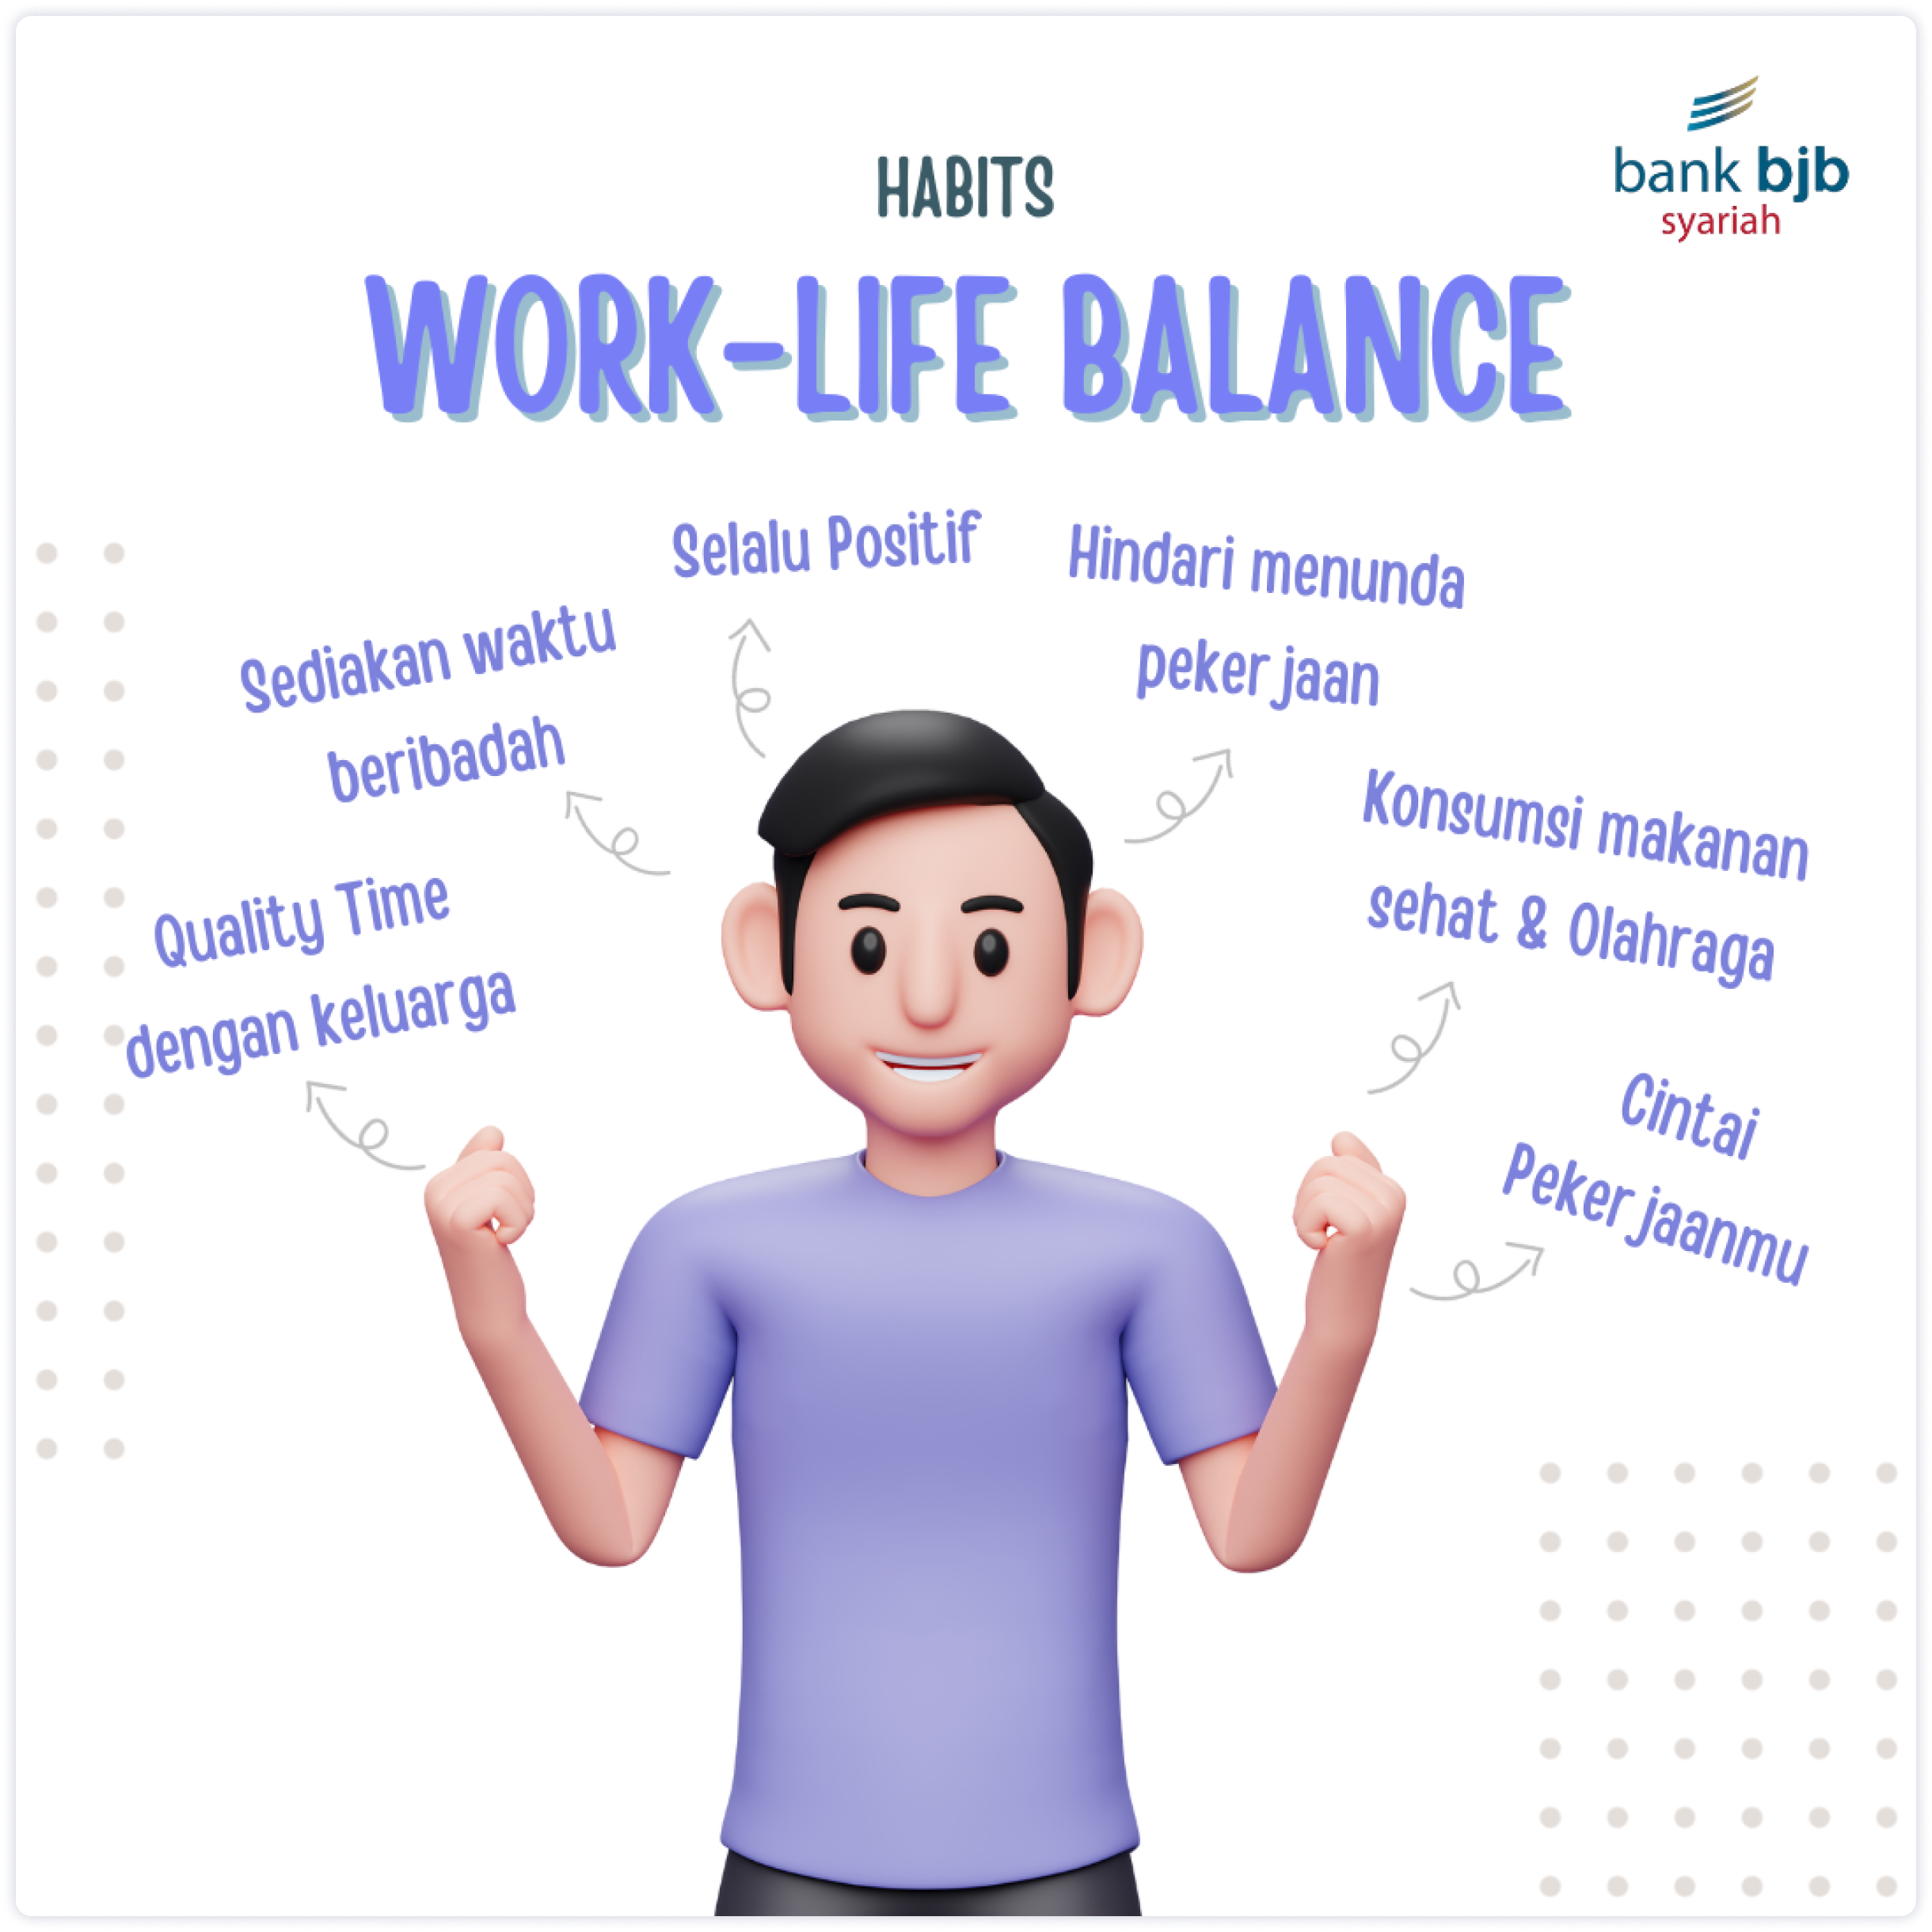 bank bjb
syariah
HABITS
WORK-LIFE BALANCE
Selalu Positif
Hindari menunda
pekerjaan
Sediakan waktu
beribadah
Konsumsi makanan
sehat & Olahraga
Quality Time
dengan keluarga
Cintai
Pekerjaanmu